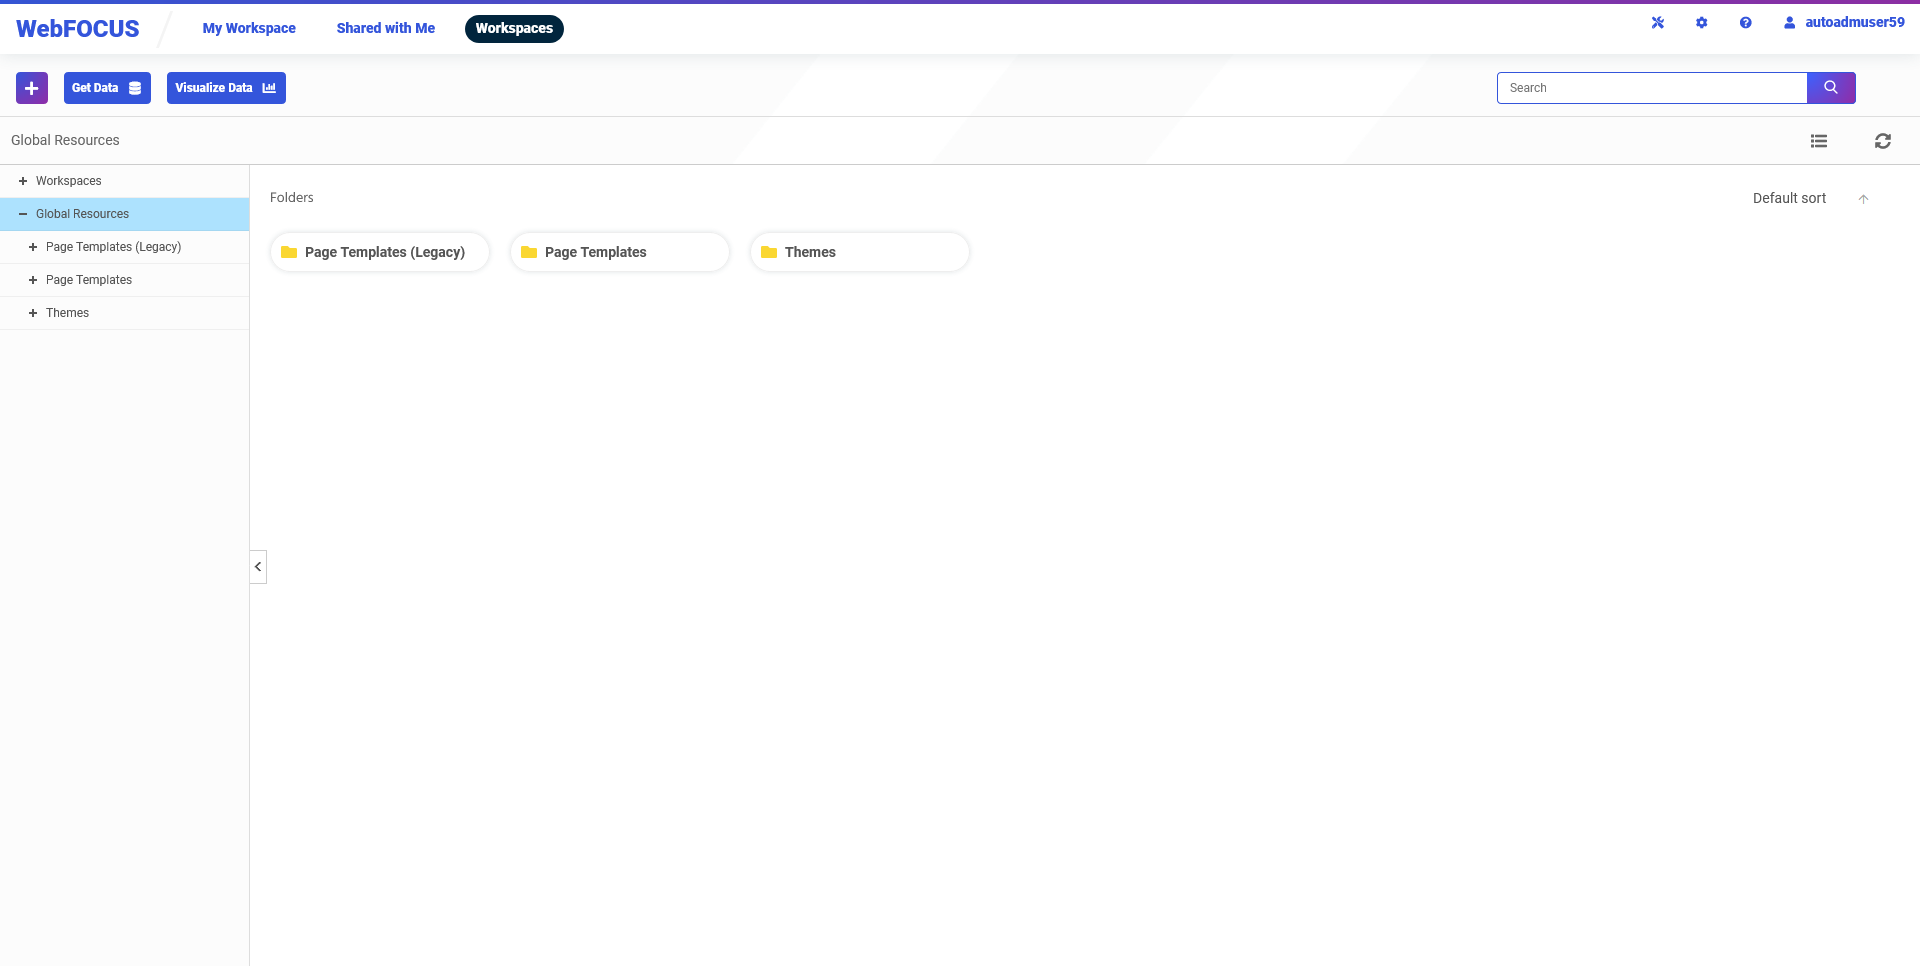 WebFOCUS
My Workspace
Shared with Me
Workspaces
autoadmuser59
Get Data
Visualize Data
Search
Global Resources
Workspaces
Global Resources
Page Templates (Legacy)
Page Templates
Themes
Folders
Default sort
Page Templates (Legacy)
Page Templates
Themes